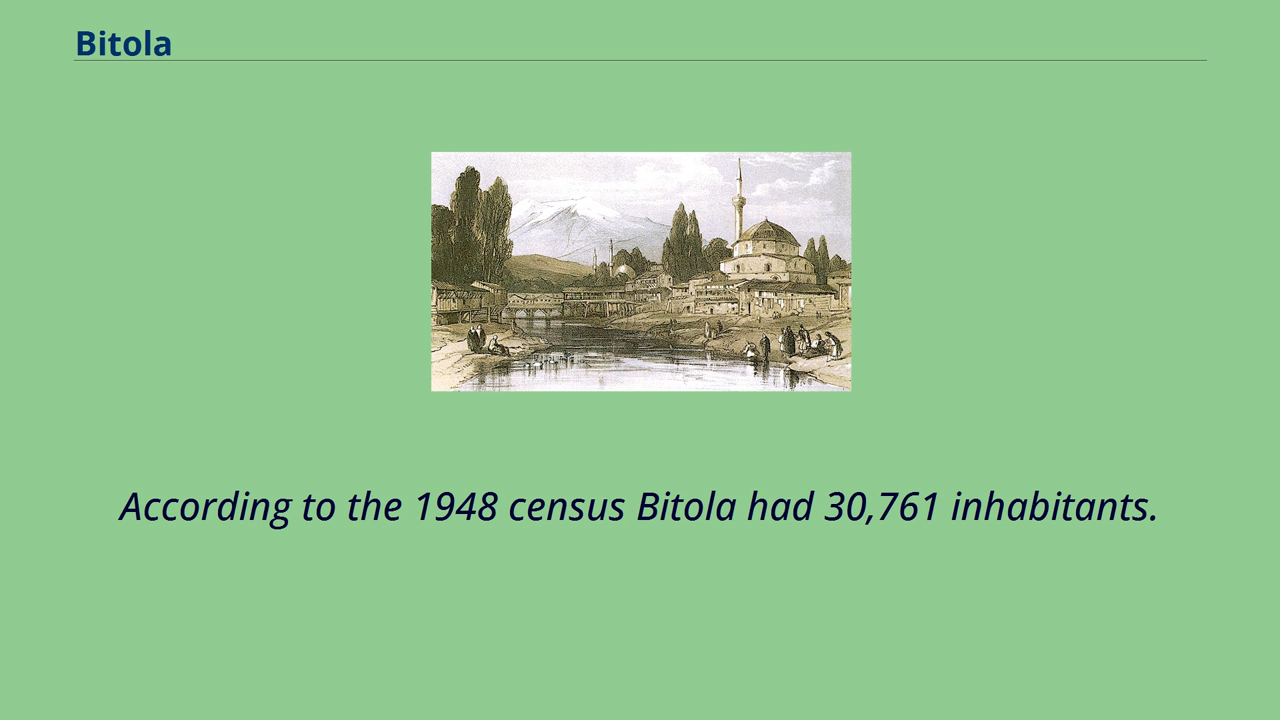 Bitola
According to the 1948 census Bitola had 30,761 inhabitants.